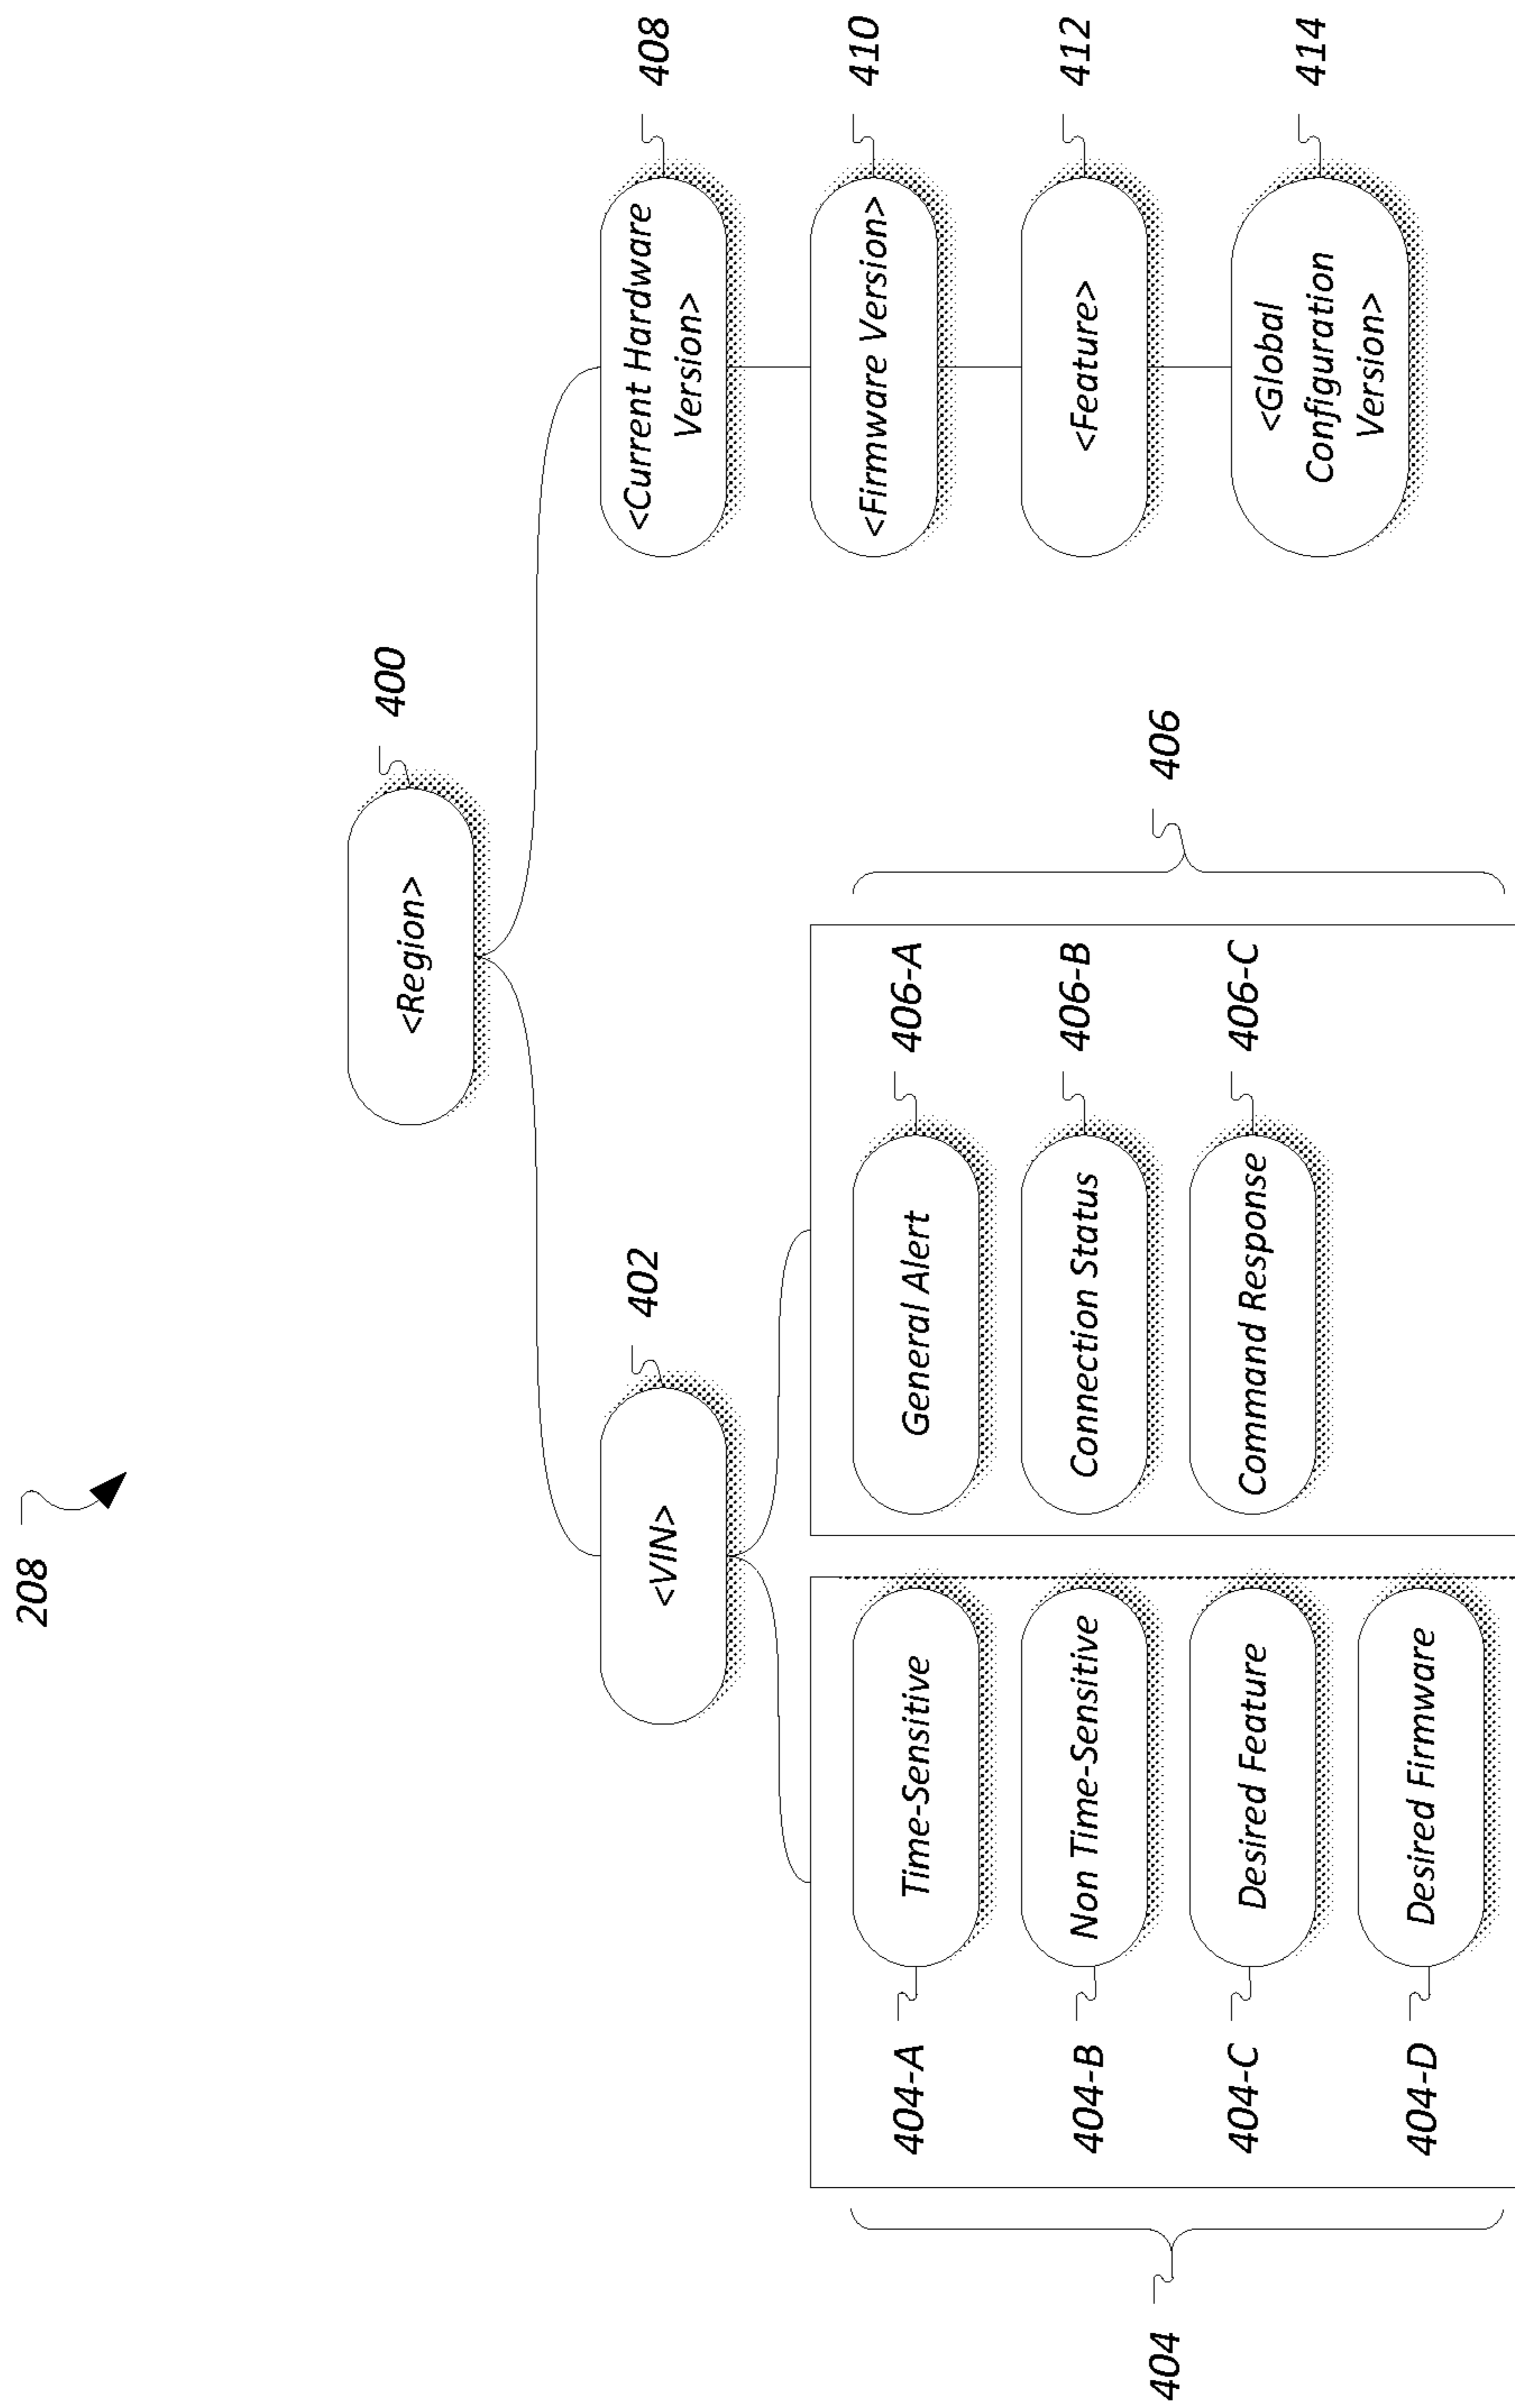 208
<Region>
400
<VIN>
402
<Current Hardware
Version>
408
<Firmware Version>
410
<Feature>
412
<Global
Configuration
Version>
414
404
404-A
Time-Sensitive
404-B
Non Time-Sensitive
404-C
Desired Feature
404-D
Desired Firmware
General Alert
406-A
Connection Status
406-B
Command Response
406-C
406